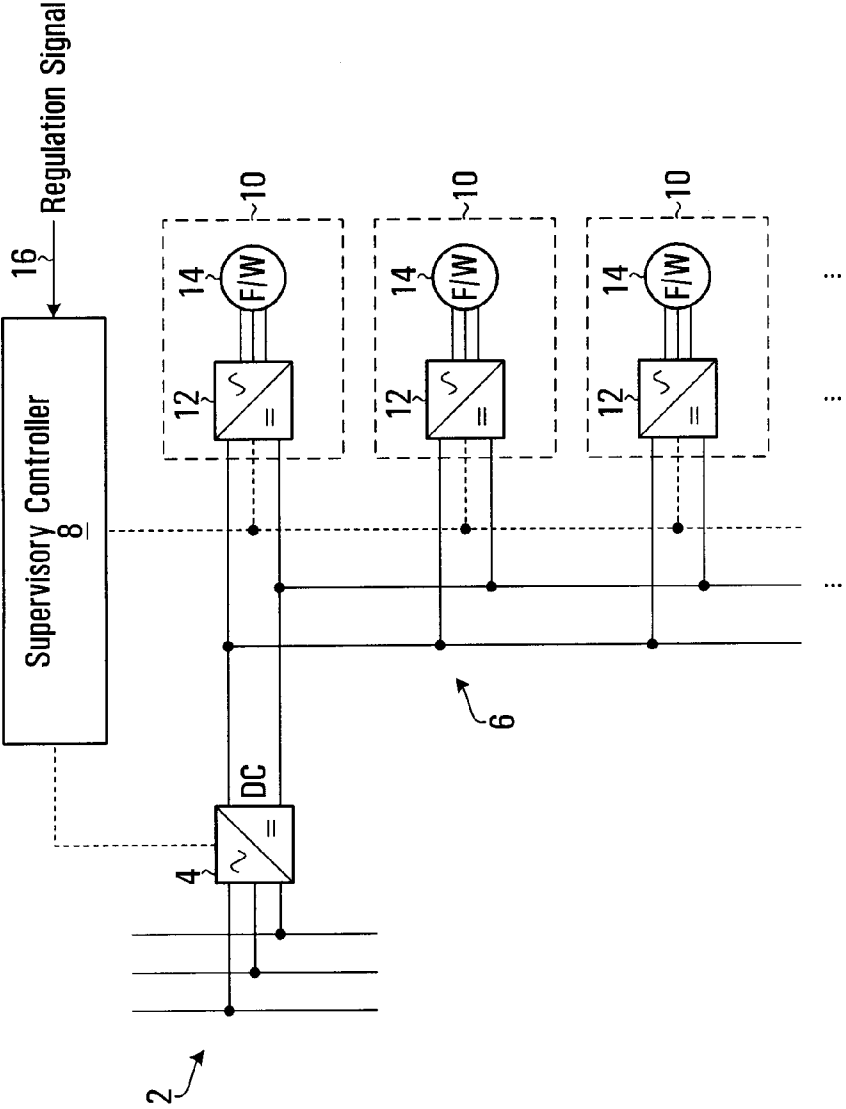 Supervisory Controller
8
16
Regulation Signal
2
4
DC
12
14
F/W
10
6
12
14
F/W
10
12
14
F/W
10
...
...
...